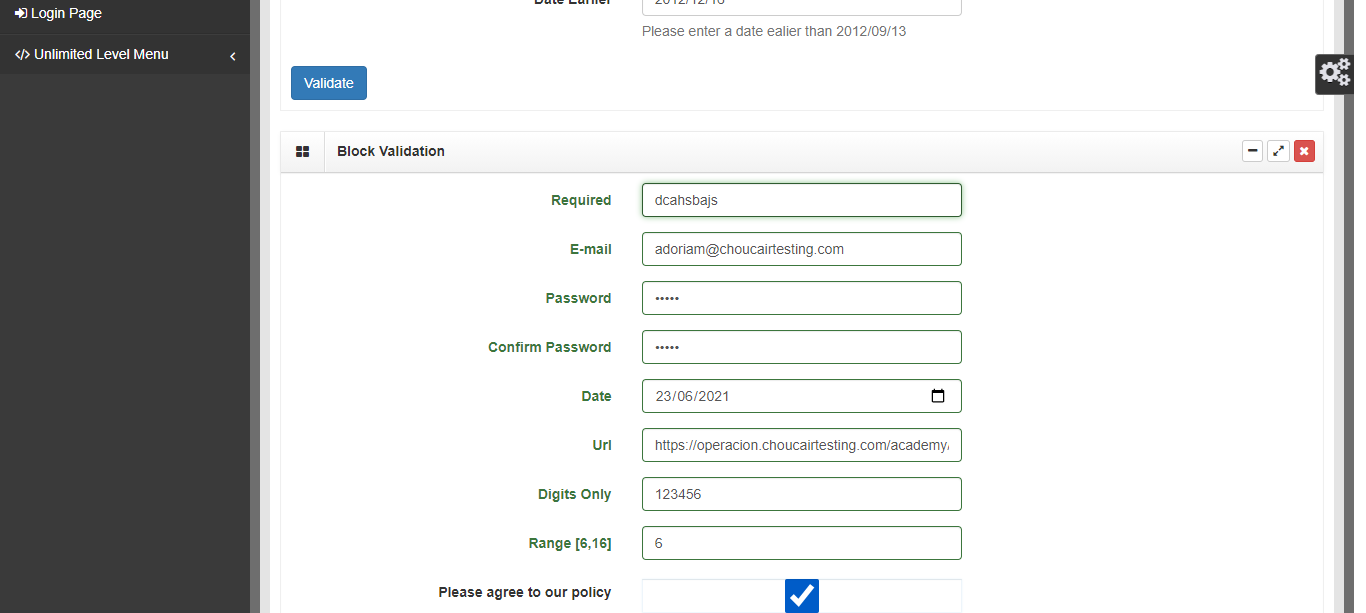 Login Page
Unlimited Level Menu
Date Earlier
Please enter a date ealier than 2012/09/13
Validate
Block Validation
Required
dcahsbajs
E-mail
adoriam@choucairtesting.com
Password
•••••
Confirm Password
•••••
Date
23/06/2021
Url
https://operacion.choucairtesting.com/academy/
Digits Only
123456
Range [6,16]
6
Please agree to our policy